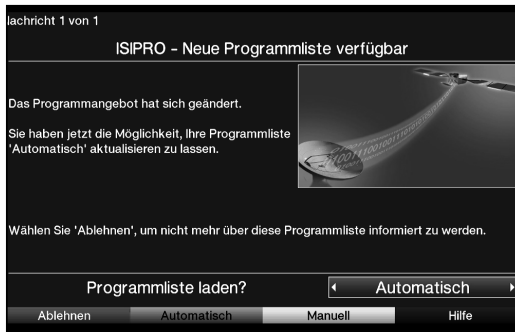 lachricht 1 von 1
ISIPRO - Neue Programmliste verfügbar
Das Programmangebot hat sich geändert.
Sie haben jetzt die Möglichkeit, Ihre Programmliste
'Automatisch' aktualisieren zu lassen.
Wählen Sie 'Ablehnen', um nicht mehr über diese Programmliste informiert zu werden.
Programmliste laden? Automatisch
Ablehnen Automatisch Manuell Hilfe